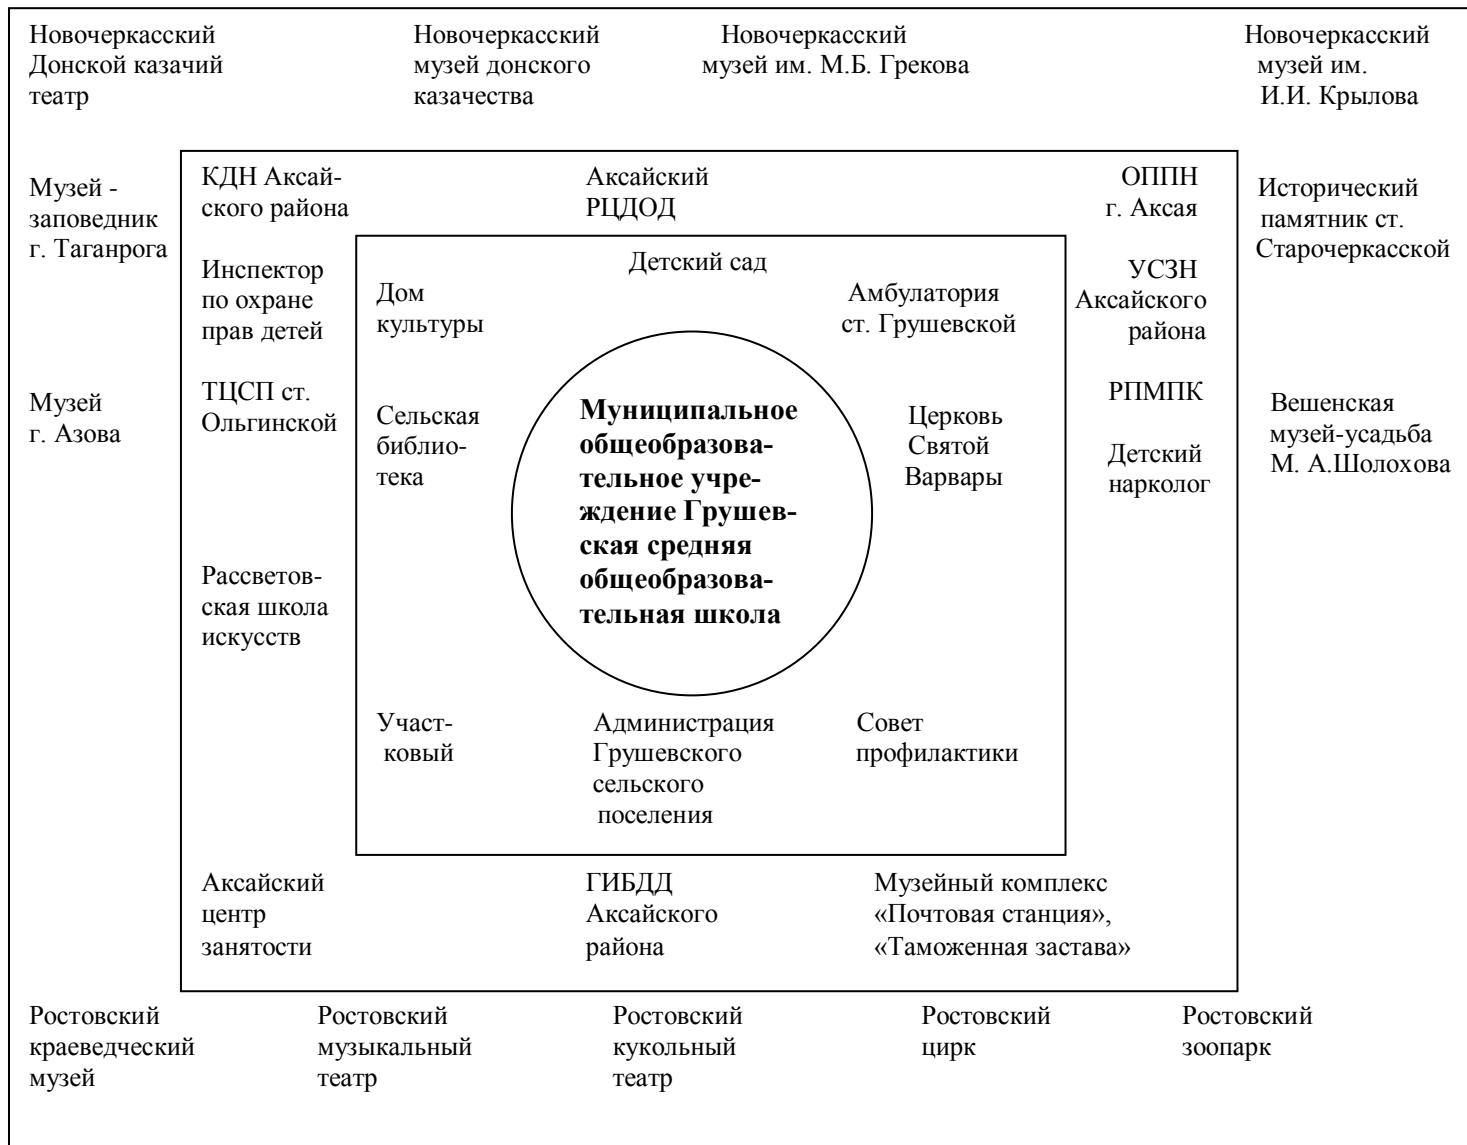 Новочеркасский
Донской казачий
театр
Новочеркасский
музей донского
казачества
Новочеркасский
музей им. М.Б. Грекова
Новочеркасский
музей им.
И.И. Крылова
Музей -
заповедник
г. Таганрога
КДН Аксай-
ского района
Аксайский
РЦДОД
ОППН
г. Аксая
Исторический
памятник ст.
Старочеркасской
Инспектор
по охране
прав детей
Дом
культуры
Детский сад
Амбулатория
ст. Грушевской
УСЗН
Аксайского
района
Музей
г. Азова
ТЦСП ст.
Ольгинской
Сельская
библио-
тека
Муниципальное
общеобразова-
тельное учре-
ждение Грушев-
ская средняя
общеобразова-
тельная школа
Церковь
Святой
Варвары
РПМПК
Детский
нарколог
Вешенская
музей-усадьба
М. А.Шолохова
Рассветов-
ская школа
искусств
Участ-
ковый
Администрация
Грушевского
сельского
поселения
Совет
профилактики
Аксайский
центр
занятости
ГИБДД
Аксайского
района
Музейный комплекс
«Почтовая станция»,
«Таможенная застава»
Ростовский
краеведческий
музей
Ростовский
музыкальный
театр
Ростовский
кукольный
театр
Ростовский
цирк
Ростовский
зоопарк